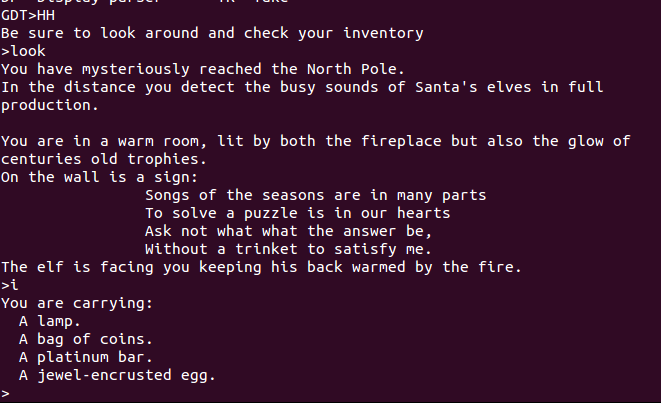 GDT>HH
Be sure to look around and check your inventory
>look
You have mysteriously reached the North Pole.
In the distance you detect the busy sounds of Santa's elves in full
production.
You are in a warm room, lit by both the fireplace but also the glow of
centuries old trophies.
On the wall is a sign:
Songs of the seasons are in many parts
To solve a puzzle is in our hearts
Ask not what what the answer be,
Without a trinket to satisfy me.
The elf is facing you keeping his back warmed by the fire.
>i
You are carrying:
A lamp.
A bag of coins.
A platinum bar.
A jewel-encrusted egg.
>